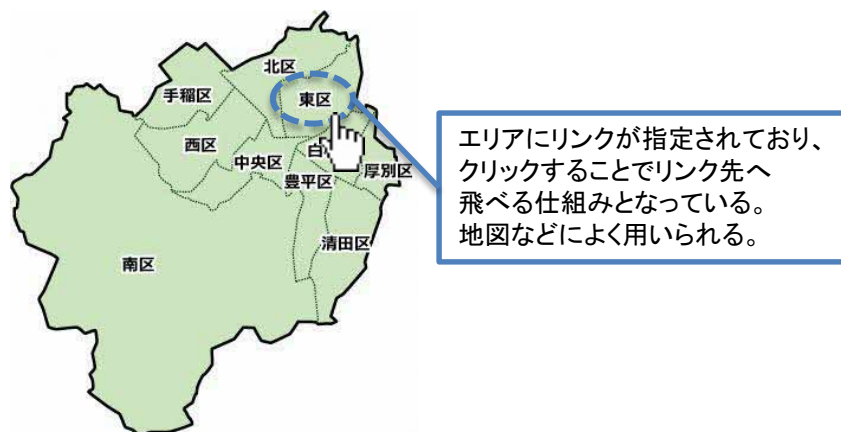 北区
手稲区
東区
西区
白
中央区
厚別区
豊平区
清田区
南区
エリアにリンクが指定されており、
クリックすることでリンク先へ
飛べる仕組みとなっている。
地図などによく用いられる。